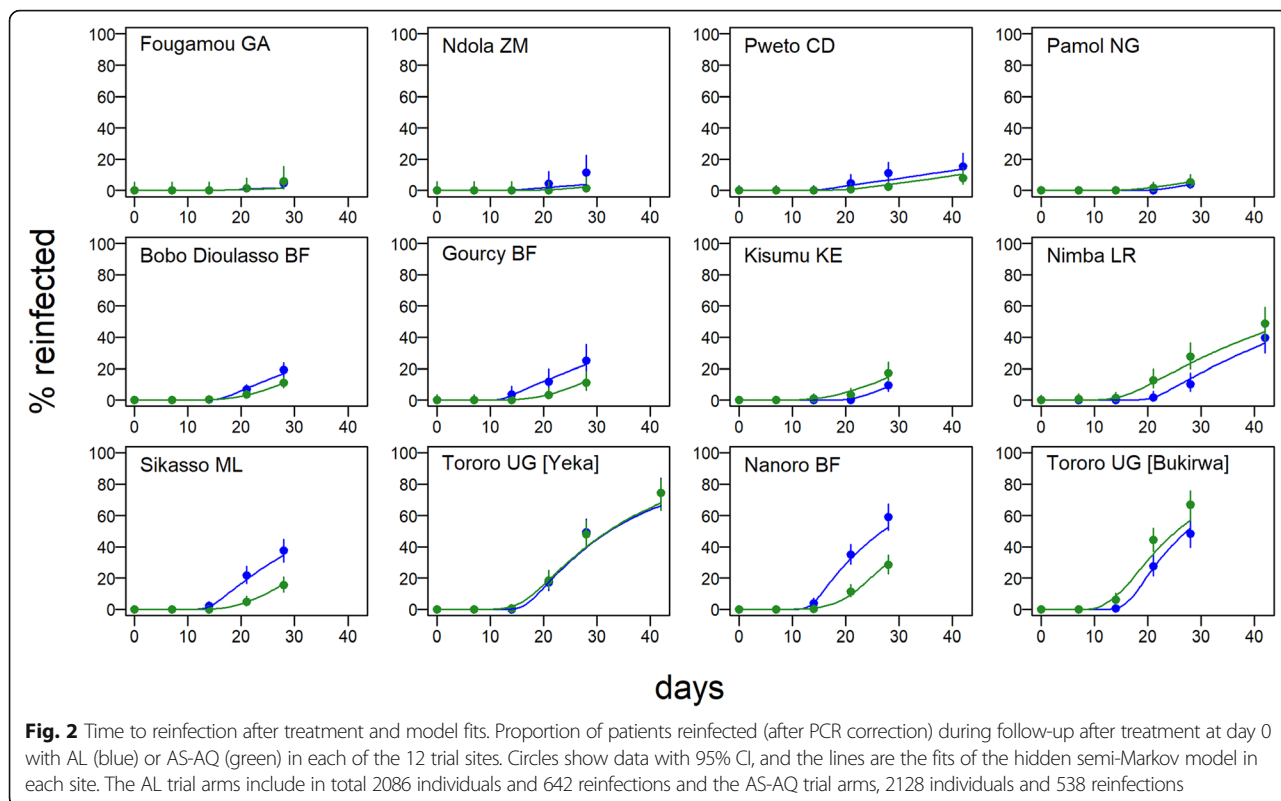 Fougamou GA
Ndola ZM
Pweto CD
Pamol NG
100 80 60 40 20 0
0 10 20 30 40
100 80 60 40 20 0
0 10 20 30 40
100 80 60 40 20 0
0 10 20 30 40
100 80 60 40 20 0
0 10 20 30 40
% reinfected
Bobo Dioulasso BF
Gourcy BF
Kisumu KE
Nimba LR
100 80 60 40 20 0
0 10 20 30 40
100 80 60 40 20 0
0 10 20 30 40
100 80 60 40 20 0
0 10 20 30 40
100 80 60 40 20 0
0 10 20 30 40
Sikasso ML
Tororo UG [Yeka]
Nanoro BF
Tororo UG [Bukirwa]
100 80 60 40 20 0
0 10 20 30 40
100 80 60 40 20 0
0 10 20 30 40
100 80 60 40 20 0
0 10 20 30 40
100 80 60 40 20 0
0 10 20 30 40
days
Fig. 2 Time to reinfection after treatment and model fits. Proportion of patients reinfected (after PCR correction) during follow-up after treatment at day 0
with AL (blue) or AS-AQ (green) in each of the 12 trial sites. Circles show data with 95% CI, and the lines are the fits of the hidden semi-Markov model in
each site. The AL trial arms include in total 2086 individuals and 642 reinfections and the AS-AQ trial arms, 2128 individuals and 538 reinfections